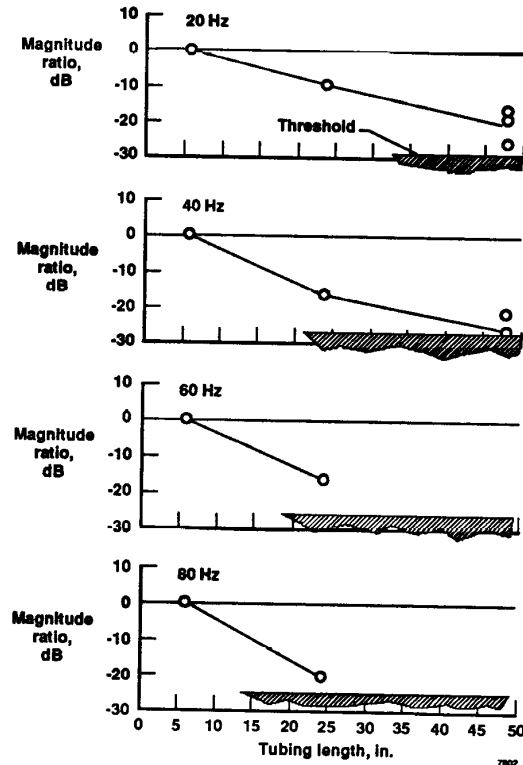 20 Hz
Magnitude
ratio,
dB
10
0
-10
-20
-30
Threshold
40 Hz
Magnitude
ratio,
dB
10
0
-10
-20
-30
60 Hz
Magnitude
ratio,
dB
10
0
-10
-20
-30
80 Hz
Magnitude
ratio,
dB
10
0
-10
-20
-30
0 5 10 15 20 25 30 35 40 45 50
Tubing length, in.
7802